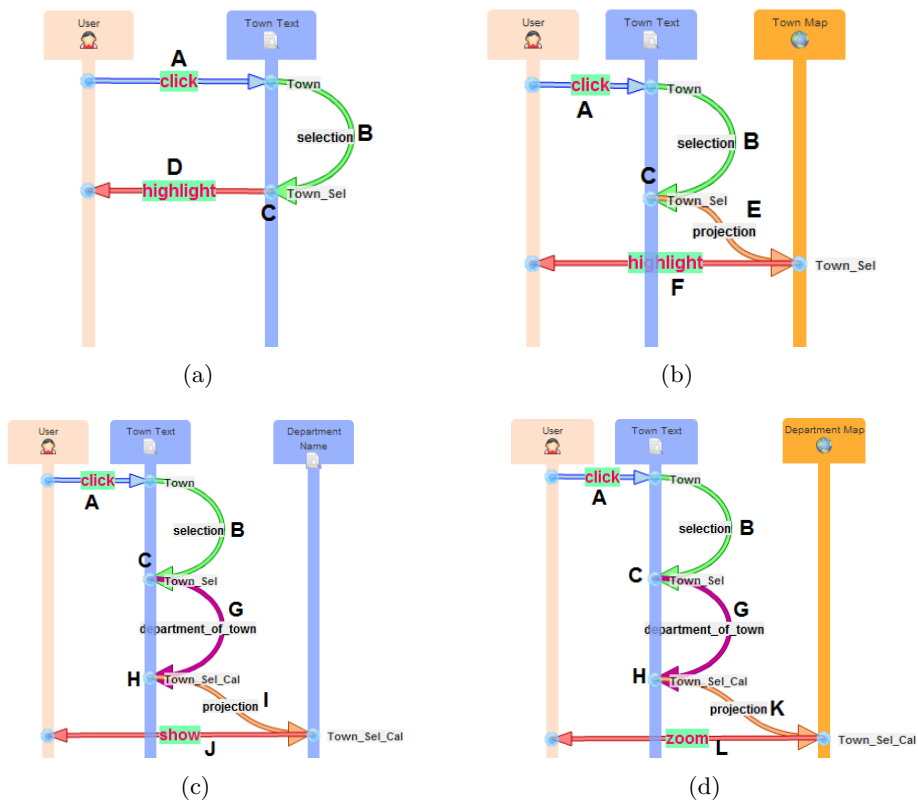 User
Town Text
A
click
Town
selection
B
D
highlight
Town_Sel
C
(a)
User
Town Text
Town Map
click
A
Town
selection
B
C
Town_Sel
E
projection
highlight
Town_Sel
F
(b)
User
Town Text
Department
Name
click
A
Town
selection
B
C
Town_Sel
G
department_of_town
H
Town_Sel_Cal
projection
I
show
Town_Sel_Cal
J
(c)
User
Town Text
Department Map
click
A
Town
selection
B
C
Town_Sel
G
department_of_town
H
Town_Sel_Cal
projection
K
zoom
Town_Sel_Cal
L
(d)